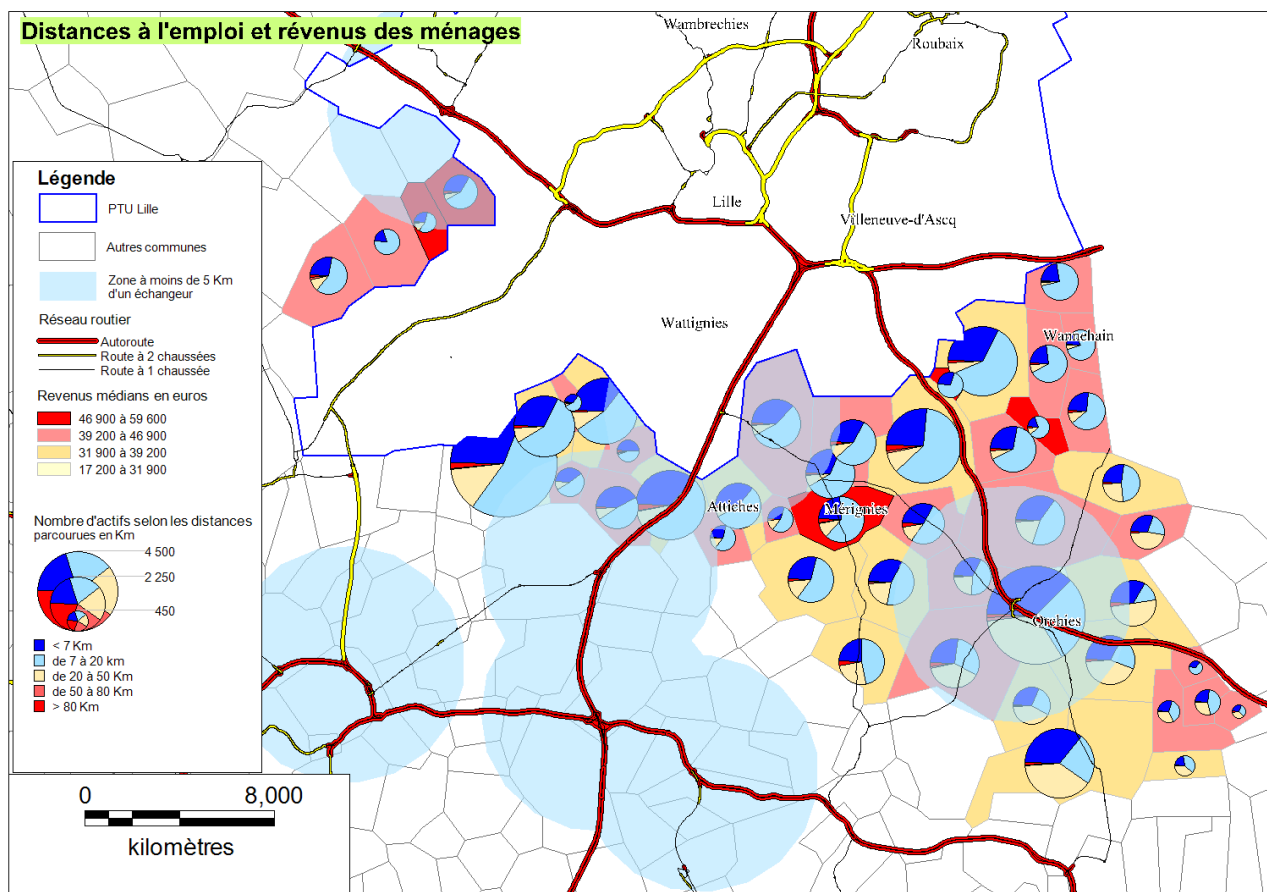 Distances à l'emploi et révenus des ménages
Wambrechies
Roubaix
Lille
Villeneuve-d'Ascq
Wattignies
Wannehain
Attiches
Mérignies
Orchies
Légende
PTU Lille
Autres communes
Zone à moins de 5 Km
d'un échangeur
Réseau routier
Autoroute
Route à 2 chaussées
Route à 1 chaussée
Revenus médians en euros
46 900 à 59 600
39 200 à 46 900
31 900 à 39 200
17 200 à 31 900
Nombre d'actifs selon les distances
parcourues en Km
4 500
2 250
450
< 7 Km
de 7 à 20 km
de 20 à 50 Km
de 50 à 80 Km
> 80 Km
0 8,000
kilomètres